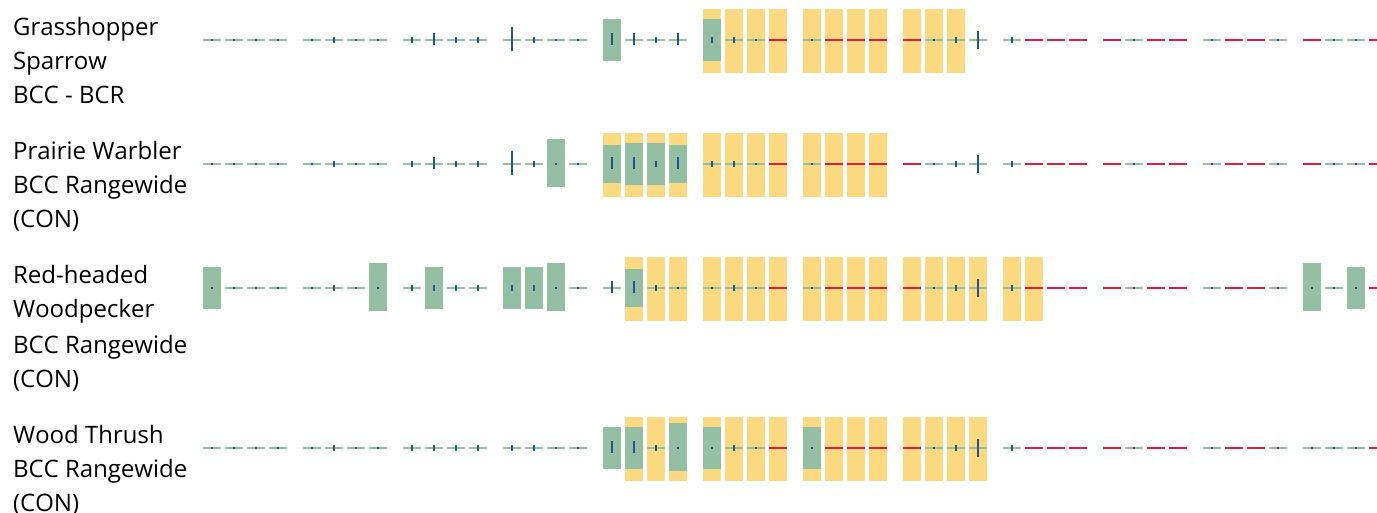 Grasshopper
Sparrow
BCC - BCR
Prairie Warbler
BCC Rangewide
(CON)
Red-headed
Woodpecker
BCC Rangewide
(CON)
Wood Thrush
BCC Rangewide
(CON)